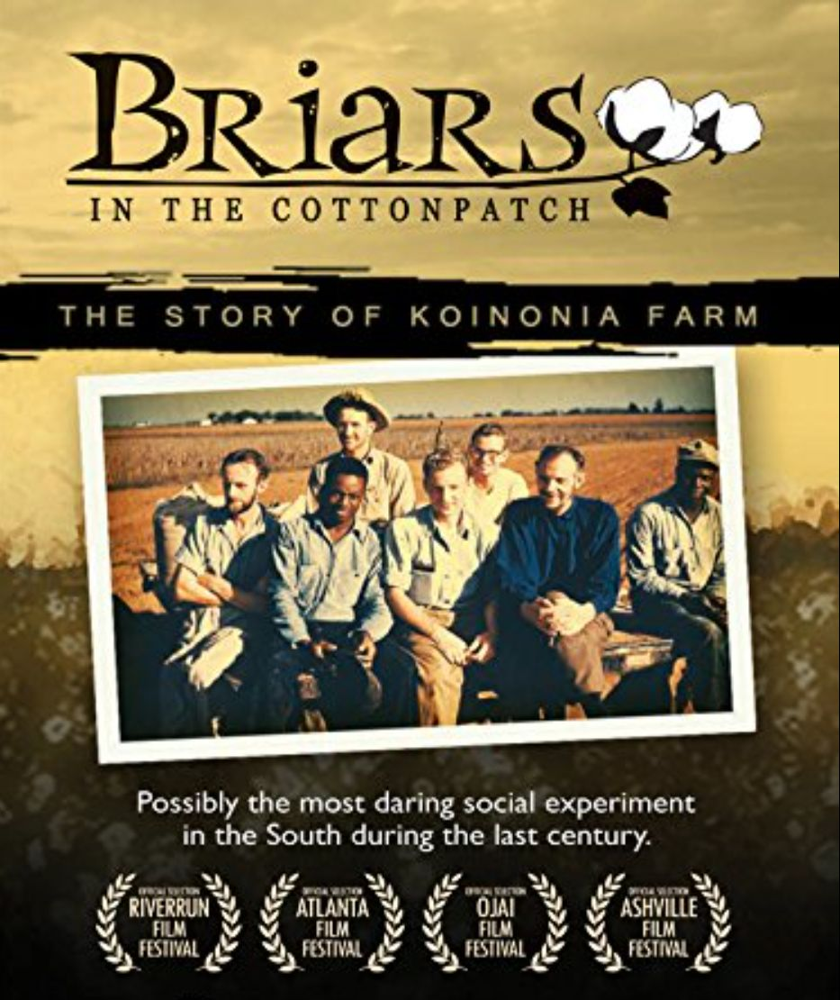 BRiARS
IN THE COTTONPATCH
THE STORY OF KOINONIA FARM
Possibly the most daring social experiment
in the South during the last century.
OFFICIAL SELECTION
RIVERRUN
FILM
FESTIVAL
OFFICIAL SELECTION
ATLANTA
FILM
FESTIVAL
OFFICIAL SELECTION
OJAI
FILM
FESTIVAL
OFFICIAL SELECTION
ASHVILLE
FILM
FESTIVAL